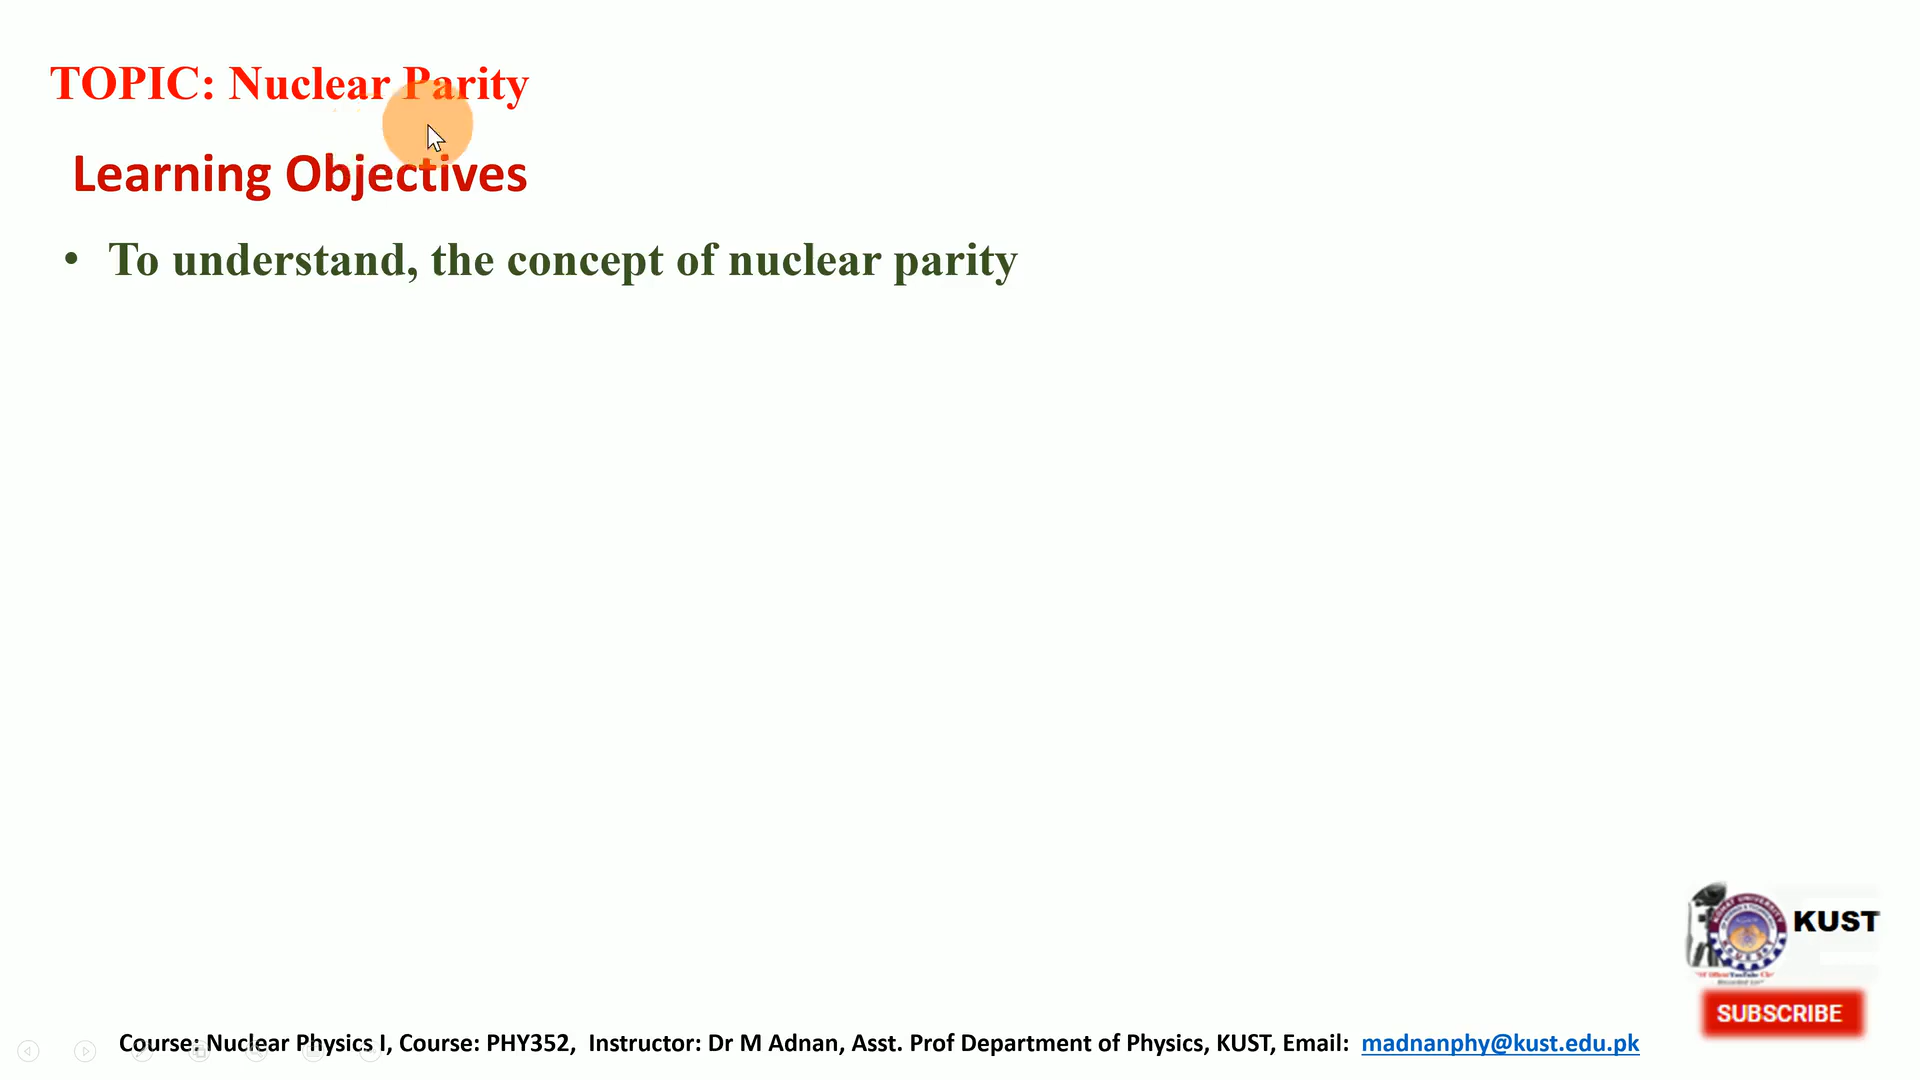 TOPIC: Nuclear Parity
Learning Objectives
• To understand, the concept of nuclear parity
KUST
SUBSCRIBE
Course: Nuclear Physics I, Course: PHY352, Instructor: Dr M Adnan, Asst. Prof Department of Physics, KUST, Email: madnanphy@kust.edu.pk